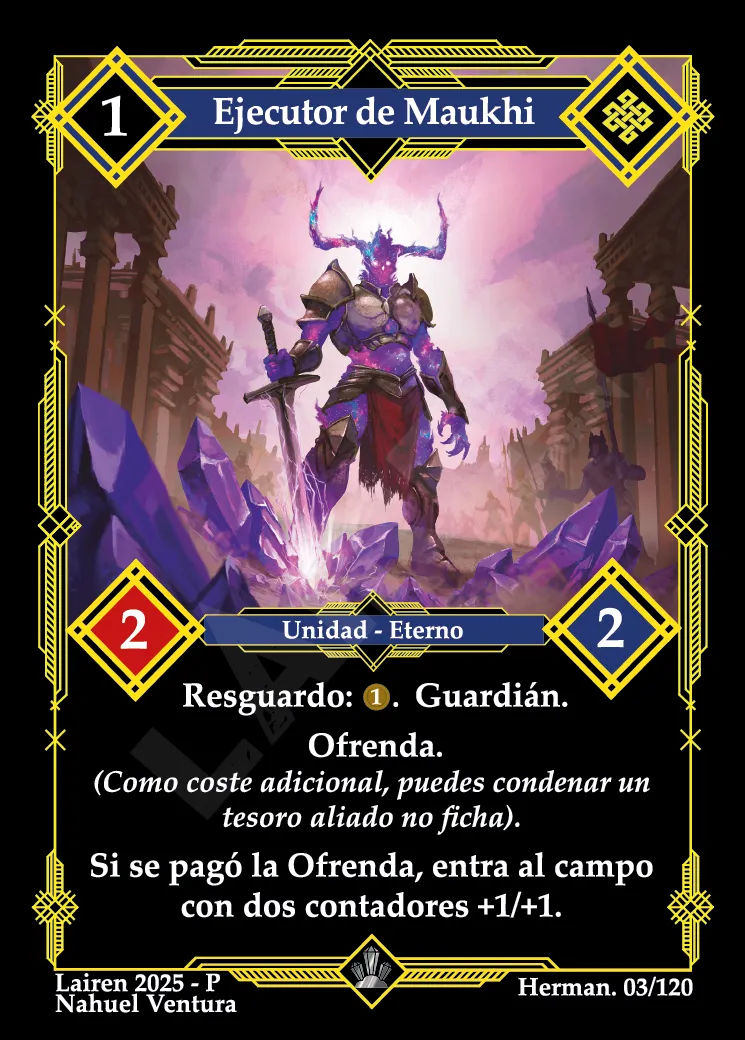 1
Ejecutor de Maukhi
2
Unidad - Eterno
2
Resguardo: 1. Guardián.
Ofrenda.
(Como coste adicional, puedes condenar un
tesoro aliado no ficha).
Si se pagó la Ofrenda, entra al campo
con dos contadores +1/+1.
Lairen 2025 - P
Nahuel Ventura
Herman. 03/120